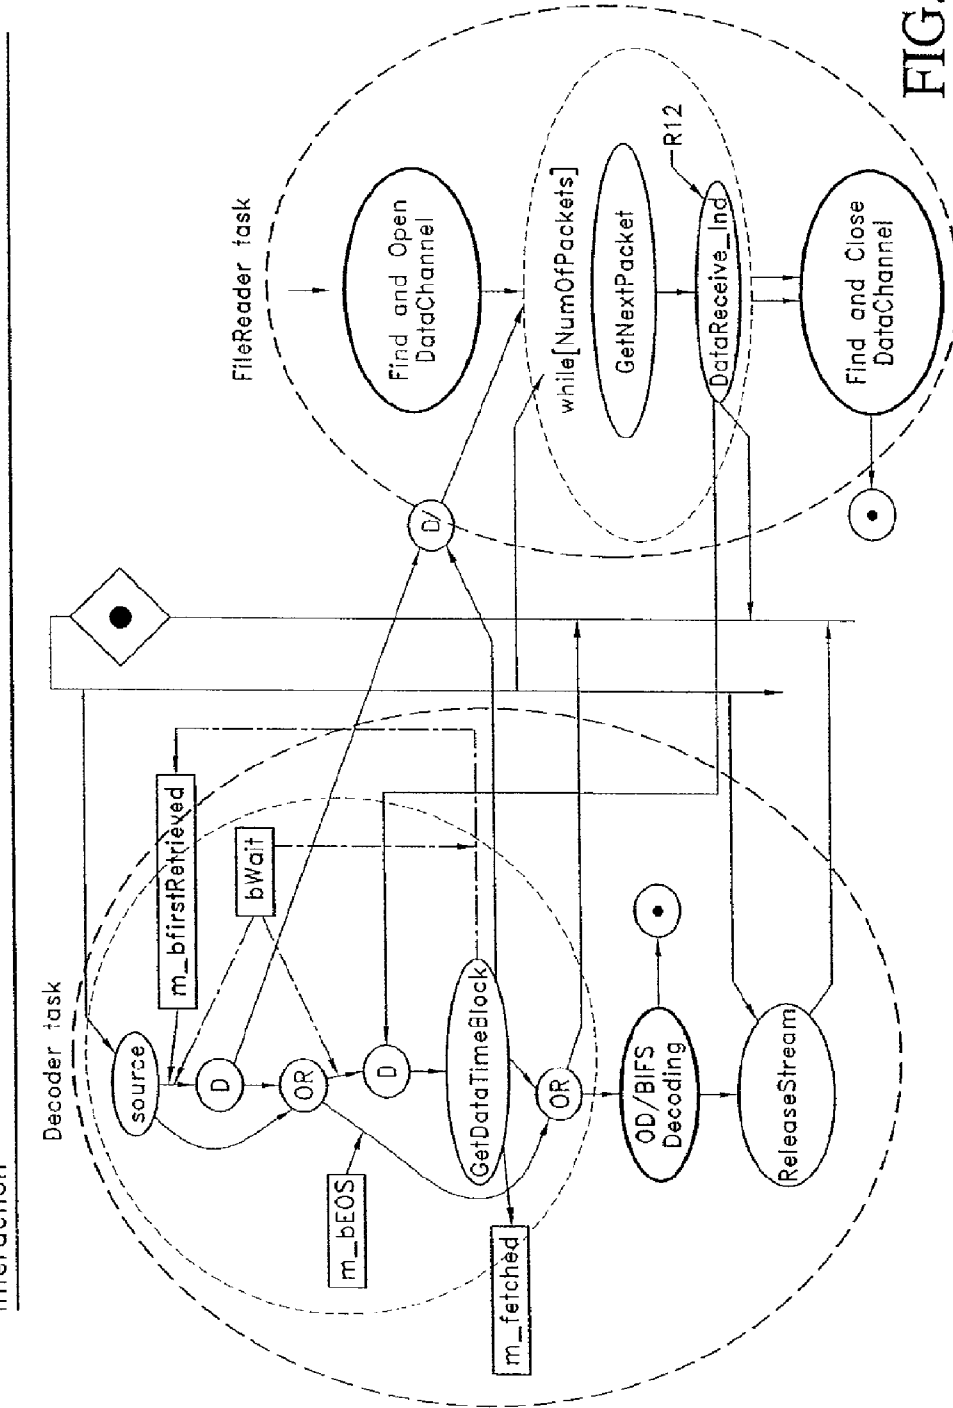 Decoder task
source
m_bfirstRetrieved
D
bWait
OR
D
m_bEOS
GetDataTimeBlock
m_fetched
OR
OD/BIFS
Decoding
ReleaseStream
D
FileReader task
Find and Open
DataChannel
while[NumOfPackets]
GetNextPacket
DataReceive_Ind
R12
Find and Close
DataChannel
FIG.